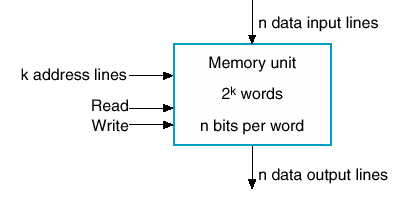 n data input lines
Memory unit
k address lines
2ᵏ words
Read
Write
n bits per word
n data output lines